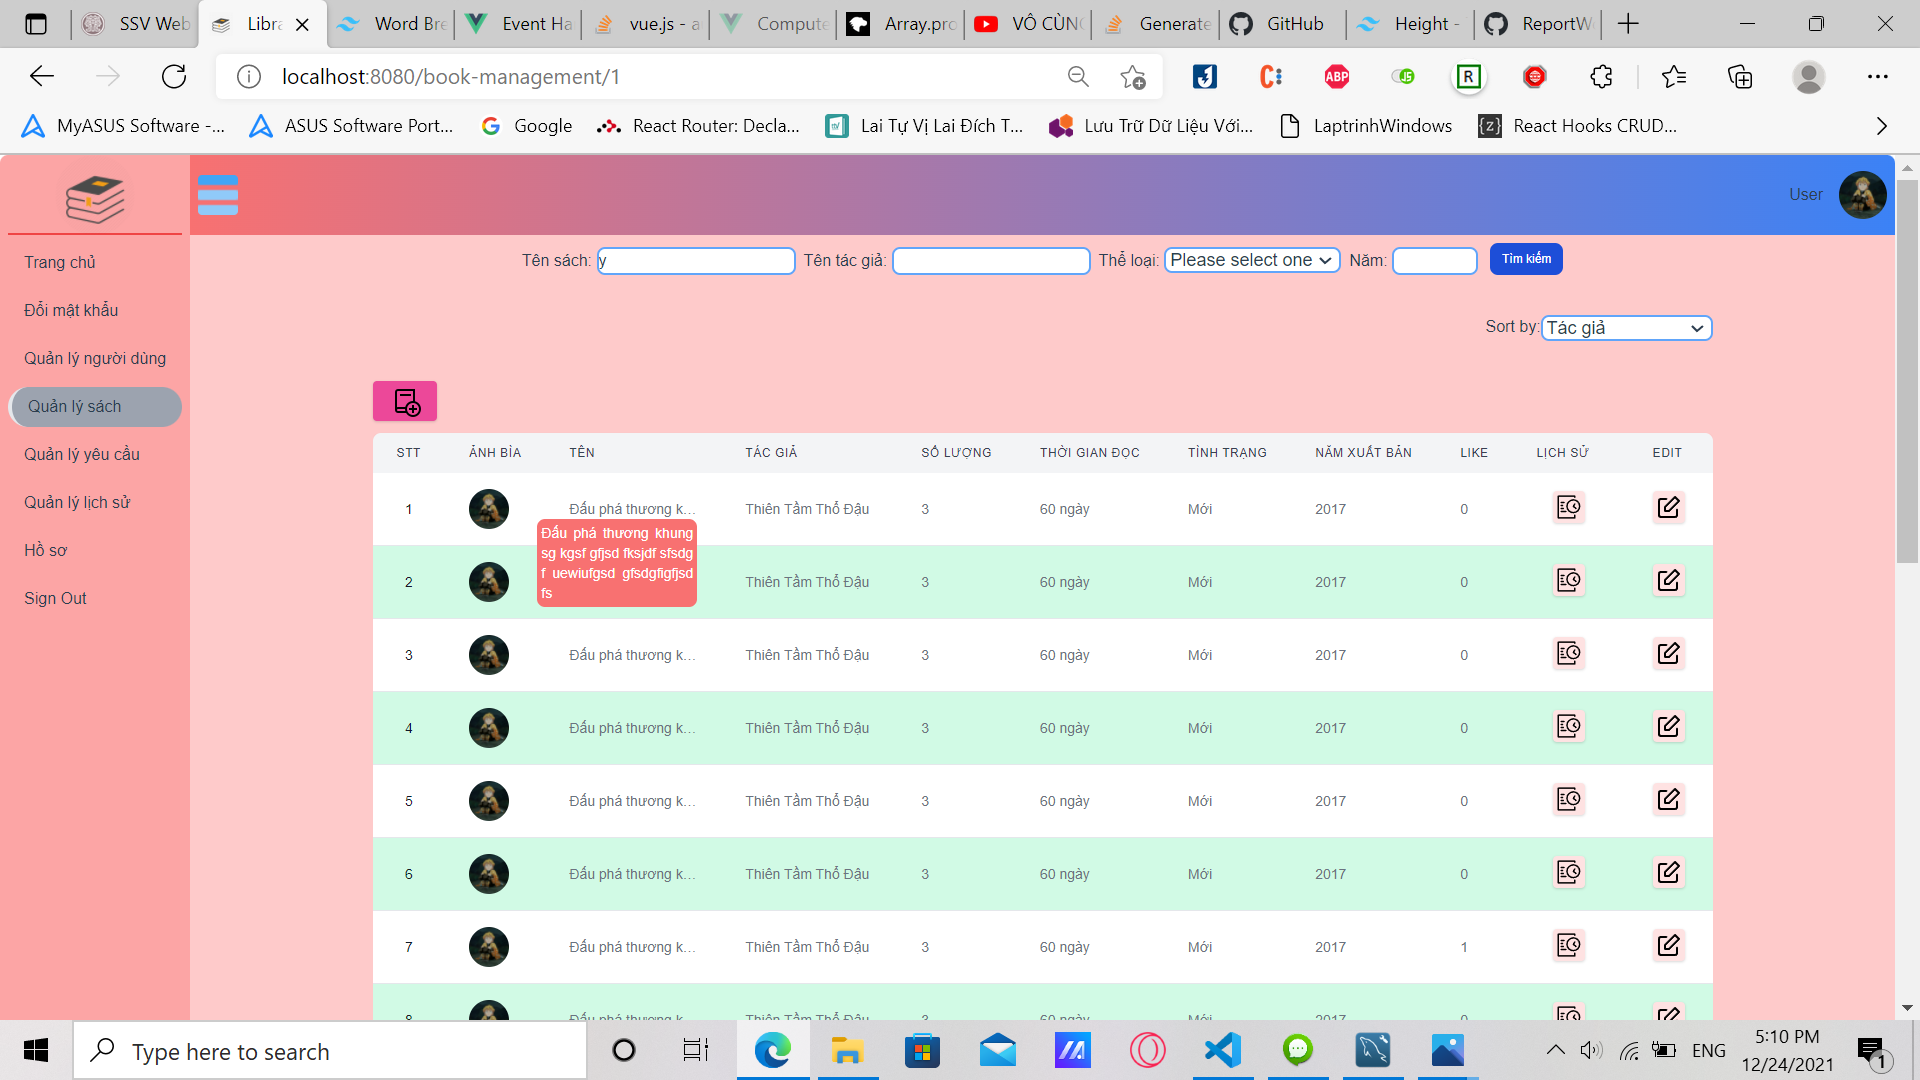 SSV Web
Libra
Word Bre
Event Ha
vue.js - a
Compute
Array.pro
VÔ CÙNG
Generate
GitHub
Height -
ReportW
localhost:8080/book-management/1
MyASUS Software -...
ASUS Software Port...
Google
React Router: Decla...
Lai Tự Vị Lai Đích T...
Lưu Trữ Dữ Liệu Với...
LaptrinhWindows
React Hooks CRUD...
User
Trang chủ
Đổi mật khẩu
Quản lý người dùng
Quản lý sách
Quản lý yêu cầu
Quản lý lịch sử
Hồ sơ
Sign Out
Tên sách: y Tên tác giả: Thể loại: Please select one Năm: Tìm kiếm
Sort by: Tác giả
STT ẢNH BÌA TÊN TÁC GIẢ SỐ LƯỢNG THỜI GIAN ĐỌC TÌNH TRẠNG NĂM XUẤT BẢN LIKE LỊCH SỬ EDIT
1 Đấu phá thương k... Thiên Tầm Thổ Đậu 3 60 ngày Mới 2017 0
Đấu phá thương khung
sg kgsf gfjsd fksjdf sfsdg
f uewiufgsd gfsdgfigfjsd
fs
2 Thiên Tầm Thổ Đậu 3 60 ngày Mới 2017 0
3 Đấu phá thương k... Thiên Tầm Thổ Đậu 3 60 ngày Mới 2017 0
4 Đấu phá thương k... Thiên Tầm Thổ Đậu 3 60 ngày Mới 2017 0
5 Đấu phá thương k... Thiên Tầm Thổ Đậu 3 60 ngày Mới 2017 0
6 Đấu phá thương k... Thiên Tầm Thổ Đậu 3 60 ngày Mới 2017 0
7 Đấu phá thương k... Thiên Tầm Thổ Đậu 3 60 ngày Mới 2017 1
8 Đấu phá thương k... Thiên Tầm Thổ Đậu 3 60 ngày Mới 2017 0
Type here to search
ENG
5:10 PM
12/24/2021
1